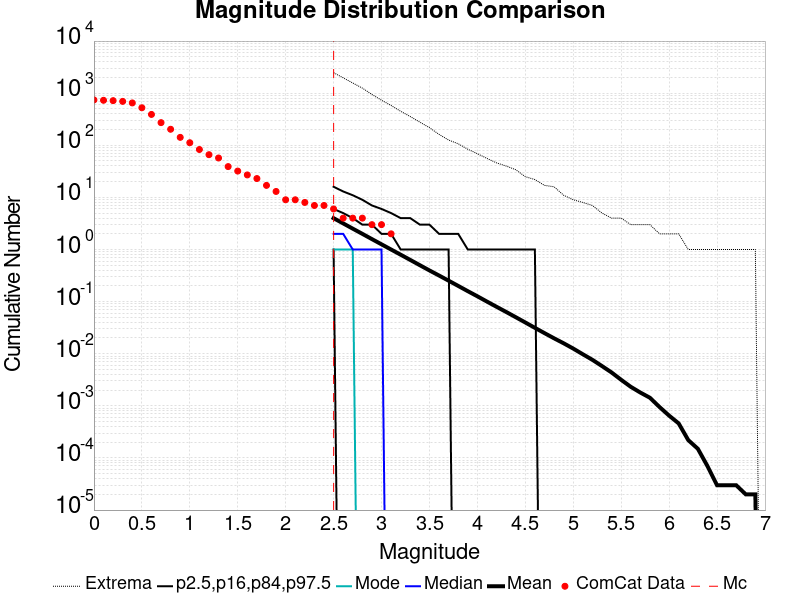 Magnitude Distribution Comparison
Cumulative Number
10^4
10^3
10^2
10^1
10^0
10^-1
10^-2
10^-3
10^-4
10^-5
0 0.5 1 1.5 2 2.5 3 3.5 4 4.5 5 5.5 6 6.5 7
Magnitude
Extrema p2.5,p16,p84,p97.5 Mode Median Mean ComCat Data Mc